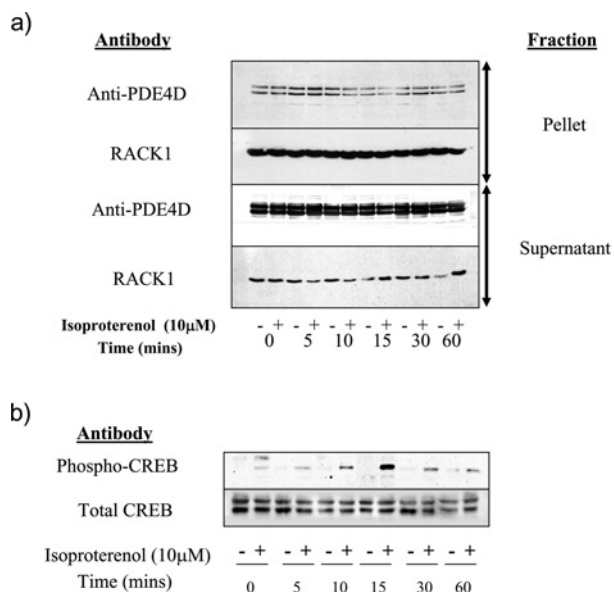 a)
Antibody
Fraction
Anti-PDE4D
Pellet
RACK1
Anti-PDE4D
Supernatant
RACK1
Isoproterenol (10μM) - + - + - + - + - + - +
Time (mins) 0 5 10 15 30 60
b)
Antibody
Phospho-CREB
Total CREB
Isoproterenol (10μM) - + - + - + - + - + - +
Time (mins) 0 5 10 15 30 60